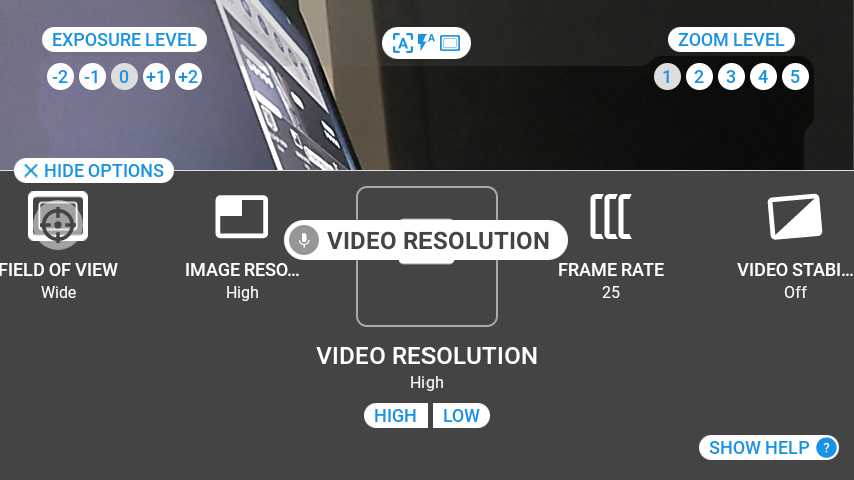 EXPOSURE LEVEL
-2 -1 0 +1 +2
A A
ZOOM LEVEL
1 2 3 4 5
HIDE OPTIONS
FIELD OF VIEW
Wide
IMAGE RESO...
High
VIDEO RESOLUTION
FRAME RATE
25
VIDEO STABI...
Off
VIDEO RESOLUTION
High
HIGH
LOW
SHOW HELP ?